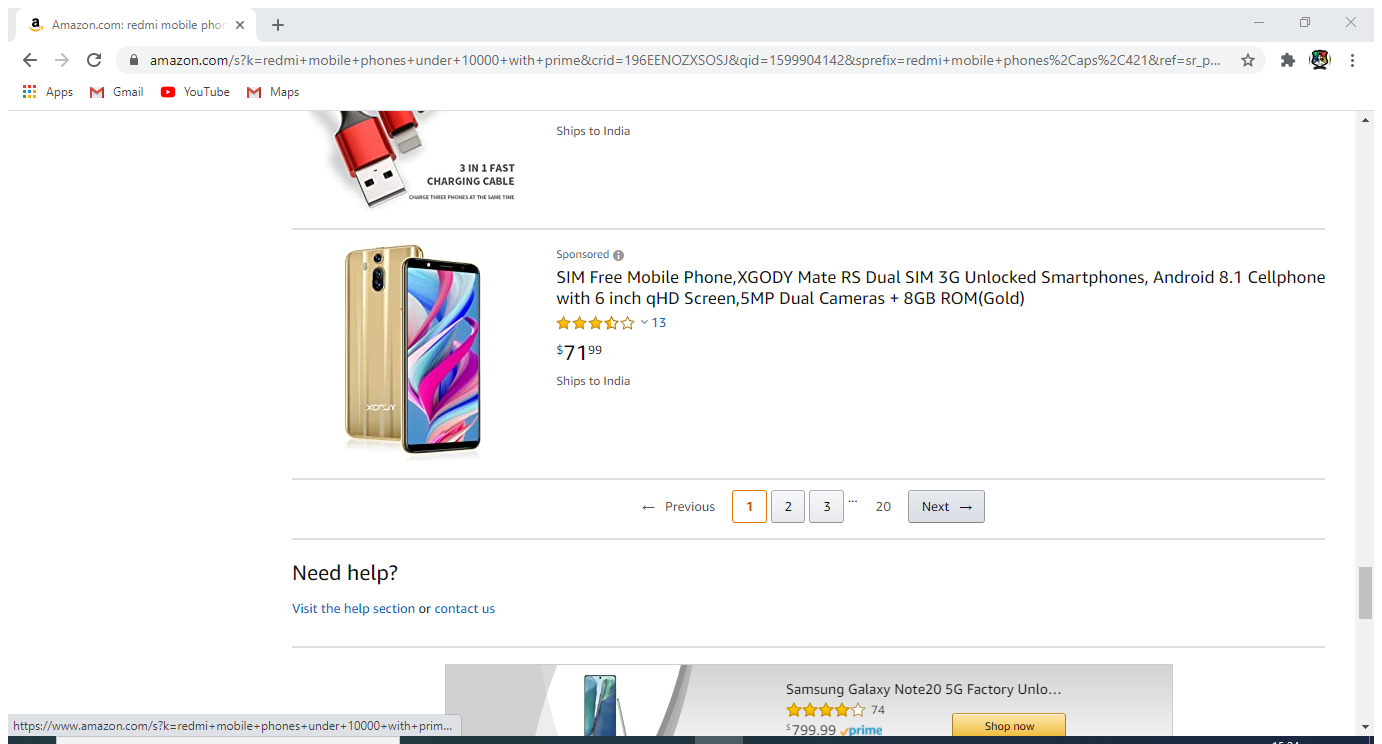 Amazon.com: redmi mobile phon
amazon.com/s?k=redmi+mobile+phones+under+10000+with+prime&crid=196EENOZXSOSJ&qid=1599904142&sprefix=redmi+mobile+phones%2Caps%2C421&ref=sr_p...
Apps Gmail YouTube Maps
Ships to India
3 IN 1 FAST
CHARGING CABLE
CHARGE THREE PHONES AT THE SAME TIME
Sponsored
SIM Free Mobile Phone,XGODY Mate RS Dual SIM 3G Unlocked Smartphones, Android 8.1 Cellphone
with 6 inch qHD Screen,5MP Dual Cameras + 8GB ROM(Gold)
13
$7199
Ships to India
XGODY
← Previous 1 2 3 ... 20 Next →
Need help?
Visit the help section or contact us
Samsung Galaxy Note20 5G Factory Unlo...
74
$799.99 prime
Shop now
https://www.amazon.com/s?k=redmi+mobile+phones+under+10000+with+prim...